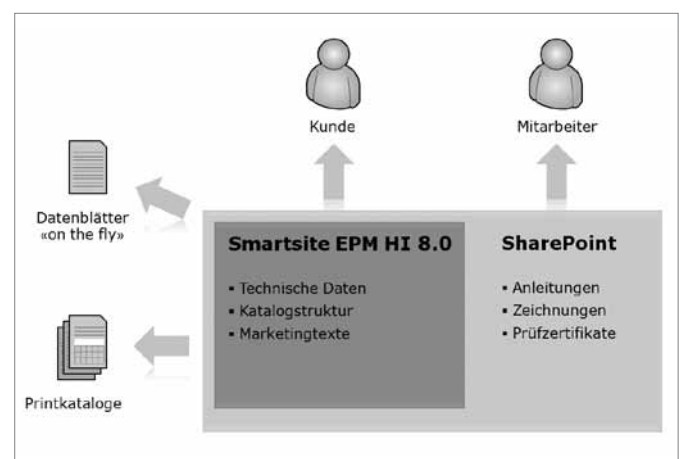 Kunde
Mitarbeiter
Datenblätter
«on the fly»
Smartsite EPM HI 8.0
▪ Technische Daten
▪ Katalogstruktur
▪ Marketingtexte
SharePoint
▪ Anleitungen
▪ Zeichnungen
▪ Prüfzertifikate
Printkataloge